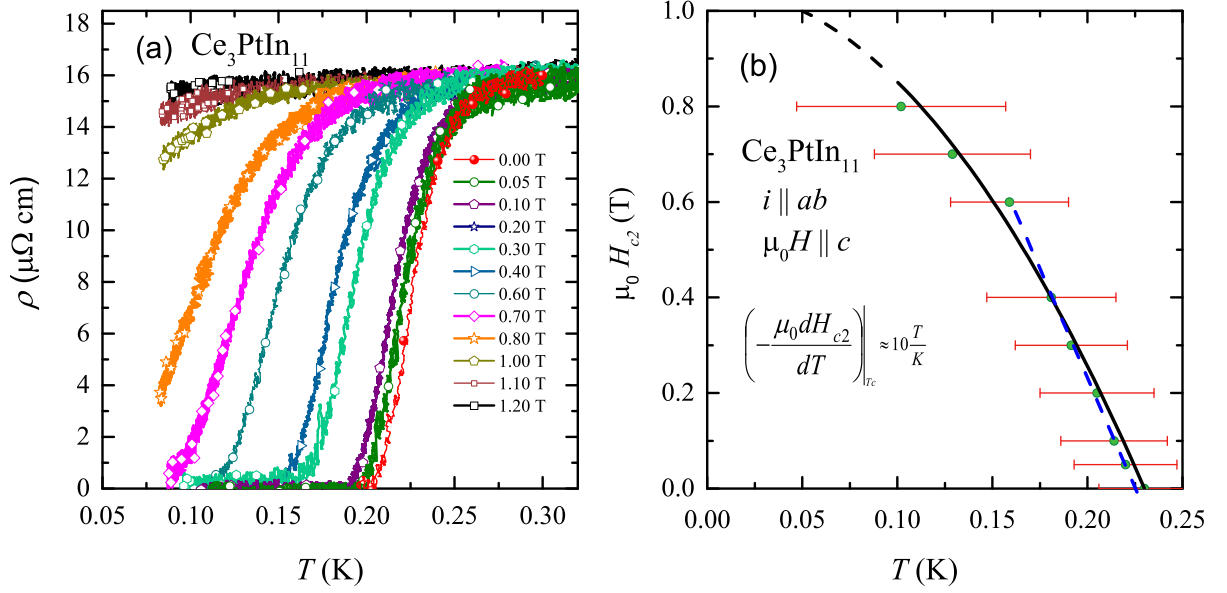 (a) Ce3PtIn11
18
16
14
12
10
8
6
4
2
0
ρ (μΩ cm)
0.00 T
0.05 T
0.10 T
0.20 T
0.30 T
0.40 T
0.60 T
0.70 T
0.80 T
1.00 T
1.10 T
1.20 T
0.05 0.10 0.15 0.20 0.25 0.30
T (K)
(b)
1.0
0.8
0.6
0.4
0.2
0.0
μ0 Hc2 (T)
Ce3PtIn11
i || ab
μ0H || c
(-μ0dHc2/dT)|Tc ≈10 T/K
0.00 0.05 0.10 0.15 0.20 0.25
T (K)